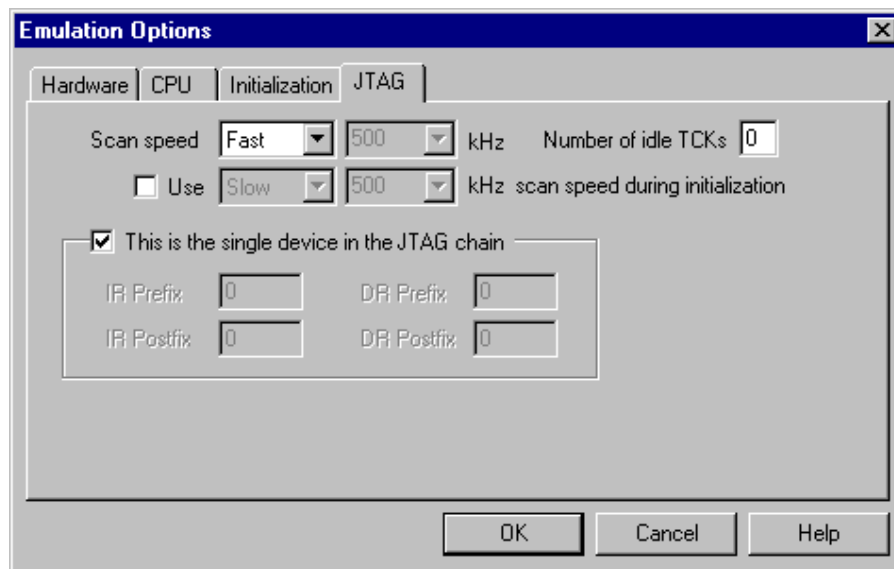 Emulation Options
Hardware CPU Initialization JTAG
Scan speed Fast 500 kHz Number of idle TCKs 0
Use Slow 500 kHz scan speed during initialization
This is the single device in the JTAG chain
IR Prefix 0 DR Prefix 0
IR Postfix 0 DR Postfix 0
OK Cancel Help